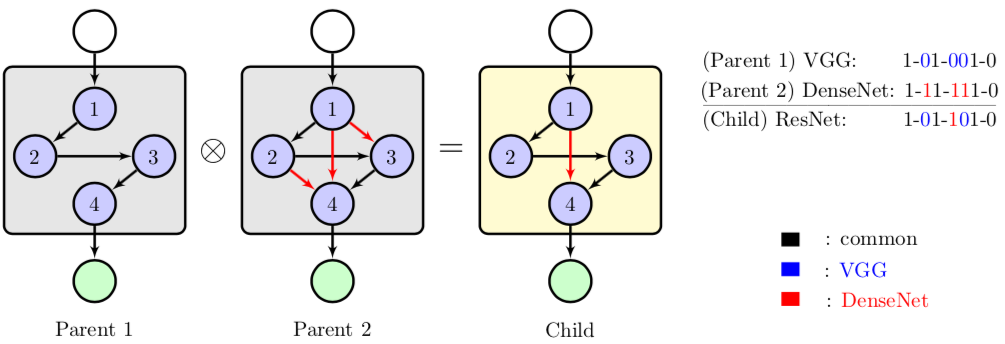 1
2
3
4
Parent 1
⊗
1
2
3
4
Parent 2
=
1
2
3
4
Child
(Parent 1) VGG: 1-01-001-0
(Parent 2) DenseNet: 1-11-111-0
(Child) ResNet: 1-01-101-0
: common
: VGG
: DenseNet